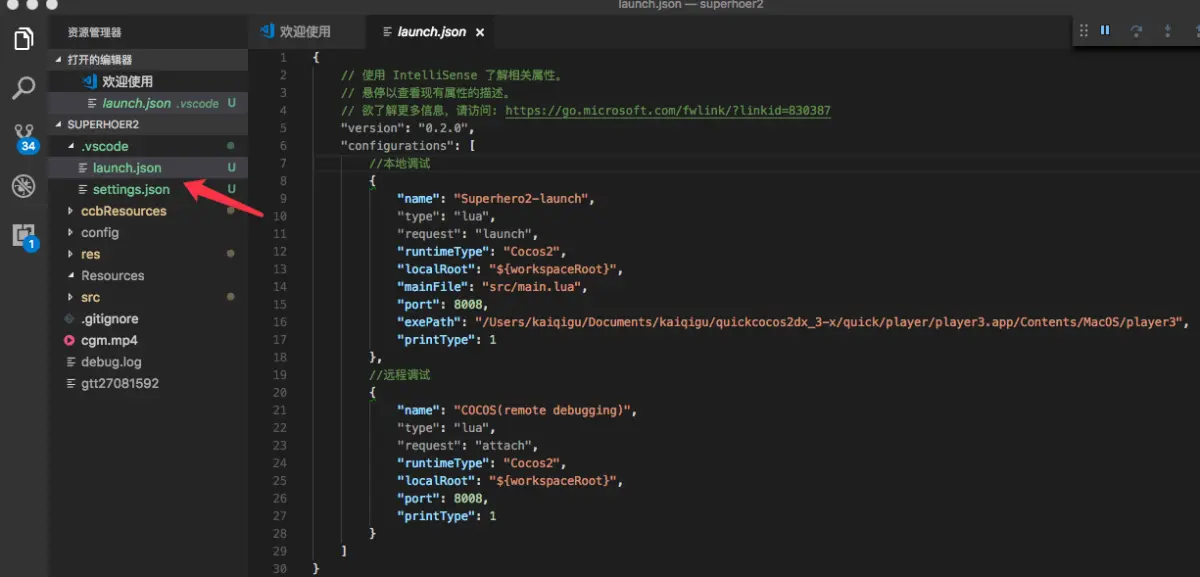 launch.json — superhoer2
资源管理器
打开的编辑器
欢迎使用
launch.json .vscode U
SUPERHOER2
.vscode
launch.json U
settings.json U
ccbResources
config
res
Resources
src
.gitignore
cgm.mp4
debug.log
gtt27081592
34
1
欢迎使用
launch.json ×
1 {
2 // 使用 IntelliSense 了解相关属性。
3 // 悬停以查看现有属性的描述。
4 // 欲了解更多信息，请访问: https://go.microsoft.com/fwlink/?linkid=830387
5 "version": "0.2.0",
6 "configurations": [
7 //本地调试
8 {
9 "name": "Superhero2-launch",
10 "type": "lua",
11 "request": "launch",
12 "runtimeType": "Cocos2",
13 "localRoot": "${workspaceRoot}",
14 "mainFile": "src/main.lua",
15 "port": 8008,
16 "exePath": "/Users/kaiqigu/Documents/kaiqigu/quickcocos2dx_3-x/quick/player/player3.app/Contents/MacOS/player3",
17 "printType": 1
18 },
19 //远程调试
20 {
21 "name": "COCOS(remote debugging)",
22 "type": "lua",
23 "request": "attach",
24 "runtimeType": "Cocos2",
25 "localRoot": "${workspaceRoot}",
26 "port": 8008,
27 "printType": 1
28 }
29 ]
30 }